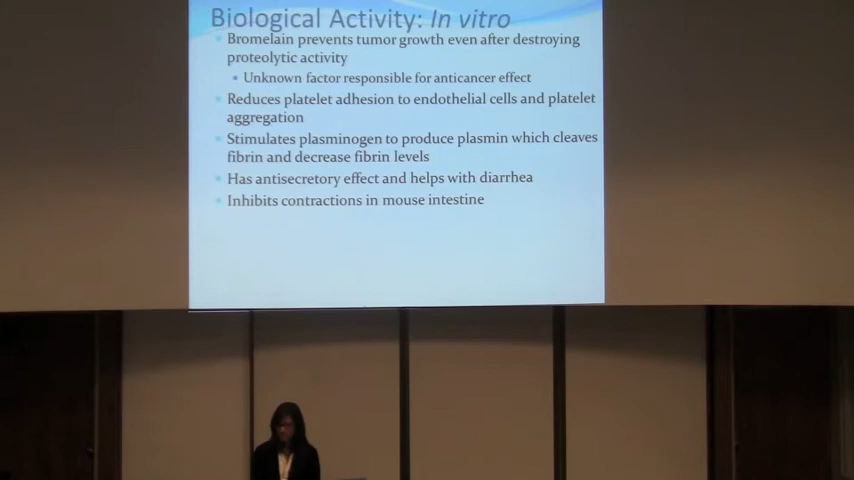 Biological Activity: In vitro
Bromelain prevents tumor growth even after destroying
proteolytic activity
Unknown factor responsible for anticancer effect
Reduces platelet adhesion to endothelial cells and platelet
aggregation
Stimulates plasminogen to produce plasmin which cleaves
fibrin and decrease fibrin levels
Has antisecretory effect and helps with diarrhea
Inhibits contractions in mouse intestine